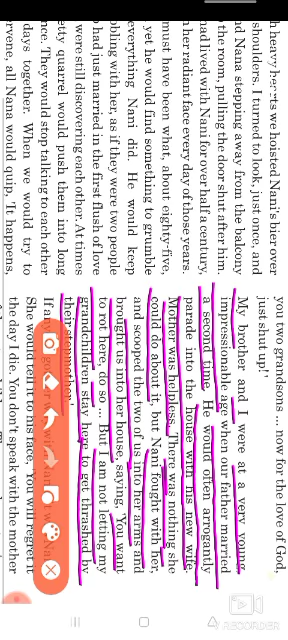 h heavy hearts we hoisted Nani's bier over
shoulders. I turned to look, just once, and
nd Nana stepping away from the balcony
the room, pulling the door shut after him.
had lived with Nani for over half a century,
n her radiant face every day of those years.
must have been, what, about eighty-five,
yet he would find something to grumble
everything Nani did. He would keep
bbling with her, as if they were two people
had just married in the first flush of love
were still discovering each other. At times
etty quarrel would push them into long
nce. They would stop talking to each other
days together. When we would try to
rvene, all Nana would quip, 'It happens,
you two grandsons ... now for the love of God,
just shut up!'
My brother and I were at a very young,
impressionable age when our father married
a second time. He would often arrogantly
parade into the house with his new wife.
Mother was helpless. There was nothing she
could do about it, but Nani fought with her,
and scooped the two of us into her arms and
brought us into her house, saying, 'You want
to rot here, do so ... But I am not letting my
grandchildren stay here to get thrashed by
their stepmother.'
If any
She would tell it to his face, 'You will regret it
the day I die. You don't speak with the mother
RECORDER